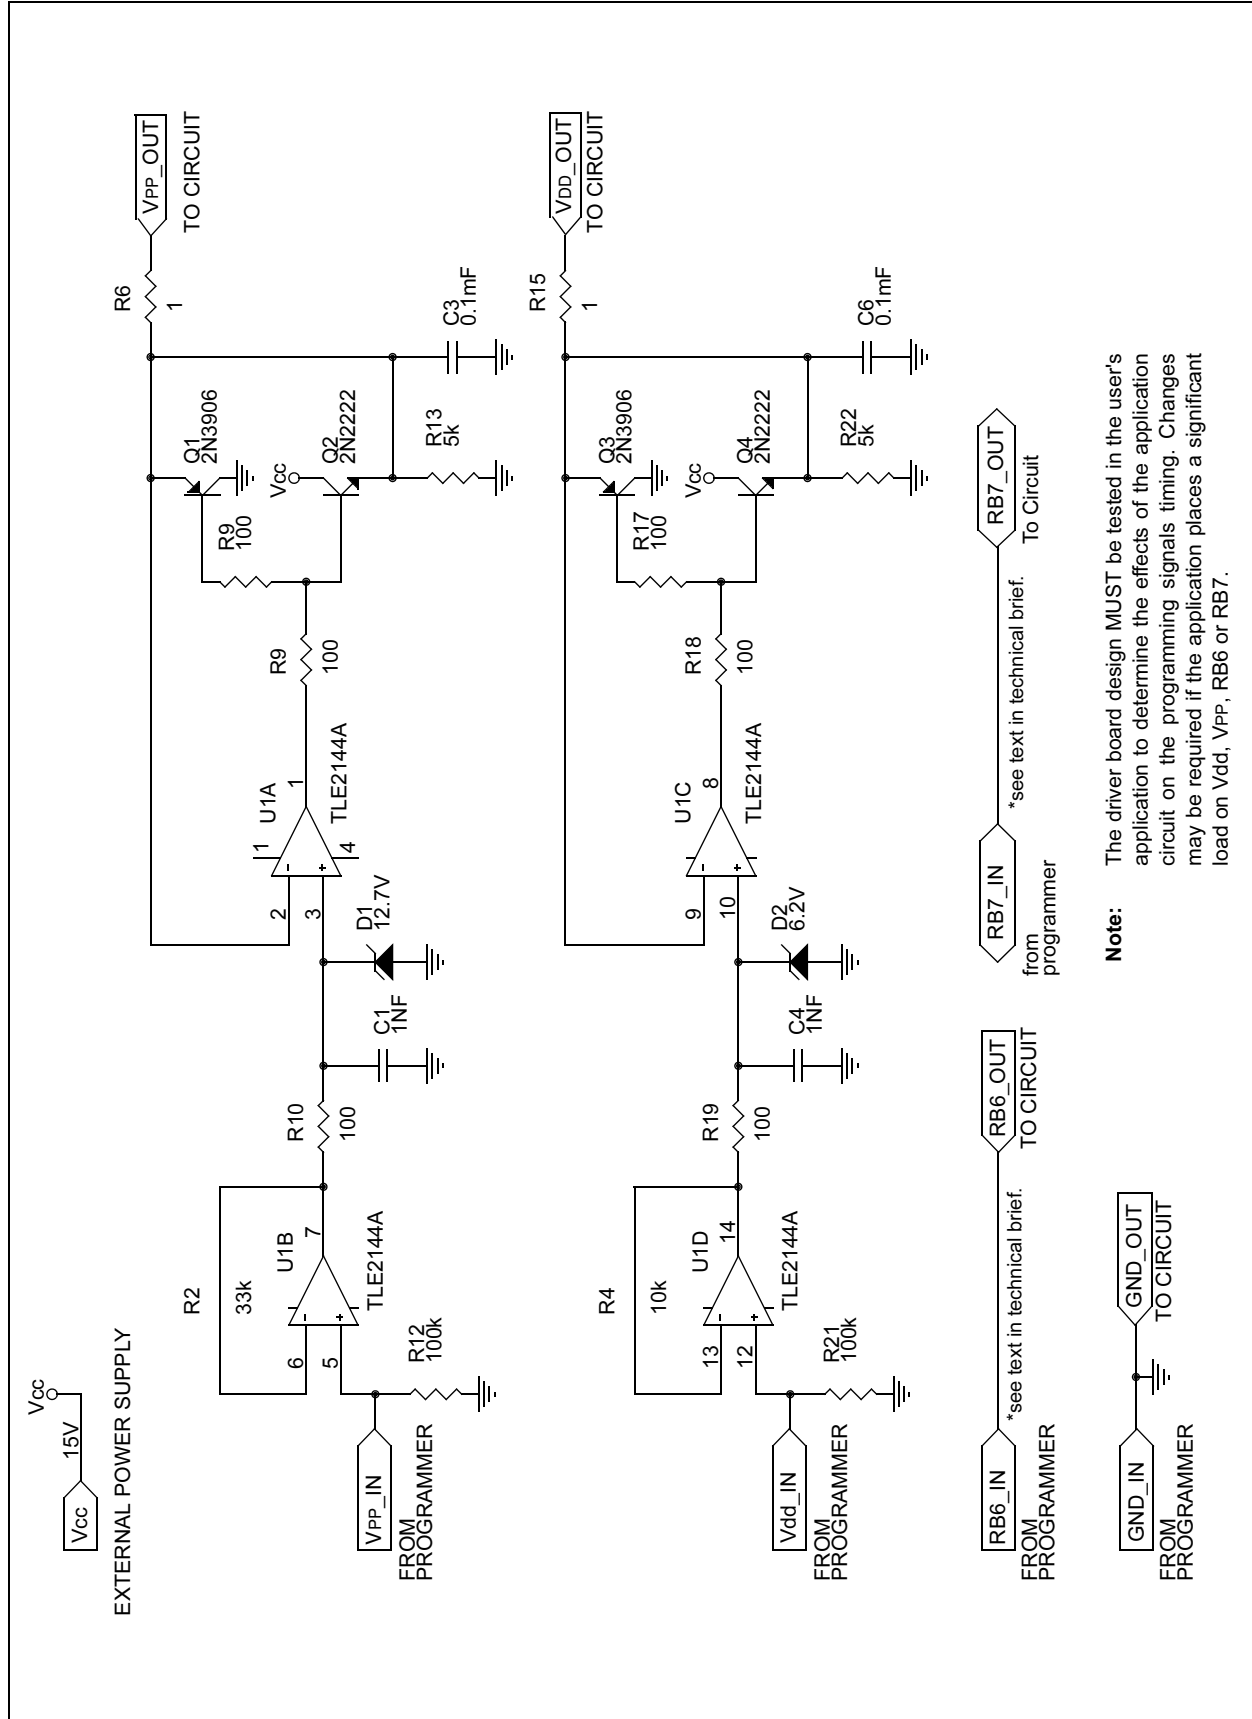 Vcc
15V
Vcc
EXTERNAL POWER SUPPLY
VPP_IN
FROM
PROGRAMMER
R12
100k
5
6
U1B
7
TLE2144A
R2
33k
R10
100
C1
1NF
D1
12.7V
2
3
U1A
1
1
4
TLE2144A
R9
100
R9
100
Q1
2N3906
Vcc
Q2
2N2222
R13
5k
C3
0.1mF
R6
1
VPP_OUT
TO CIRCUIT
Vdd_IN
FROM
PROGRAMMER
R21
100k
13
12
U1D
14
TLE2144A
R4
10k
R19
100
C4
1NF
D2
6.2V
9
10
U1C
8
TLE2144A
R18
100
R17
100
Q3
2N3906
Vcc
Q4
2N2222
R22
5k
C6
0.1mF
R15
1
VDD_OUT
TO CIRCUIT
RB6_IN
FROM
PROGRAMMER
*see text in technical brief.
RB6_OUT
TO CIRCUIT
RB7_IN
from
programmer
*see text in technical brief.
RB7_OUT
To Circuit
GND_IN
FROM
PROGRAMMER
GND_OUT
TO CIRCUIT
Note: The driver board design MUST be tested in the user's
application to determine the effects of the application
circuit on the programming signals timing. Changes
may be required if the application places a significant
load on Vdd, VPP, RB6 or RB7.